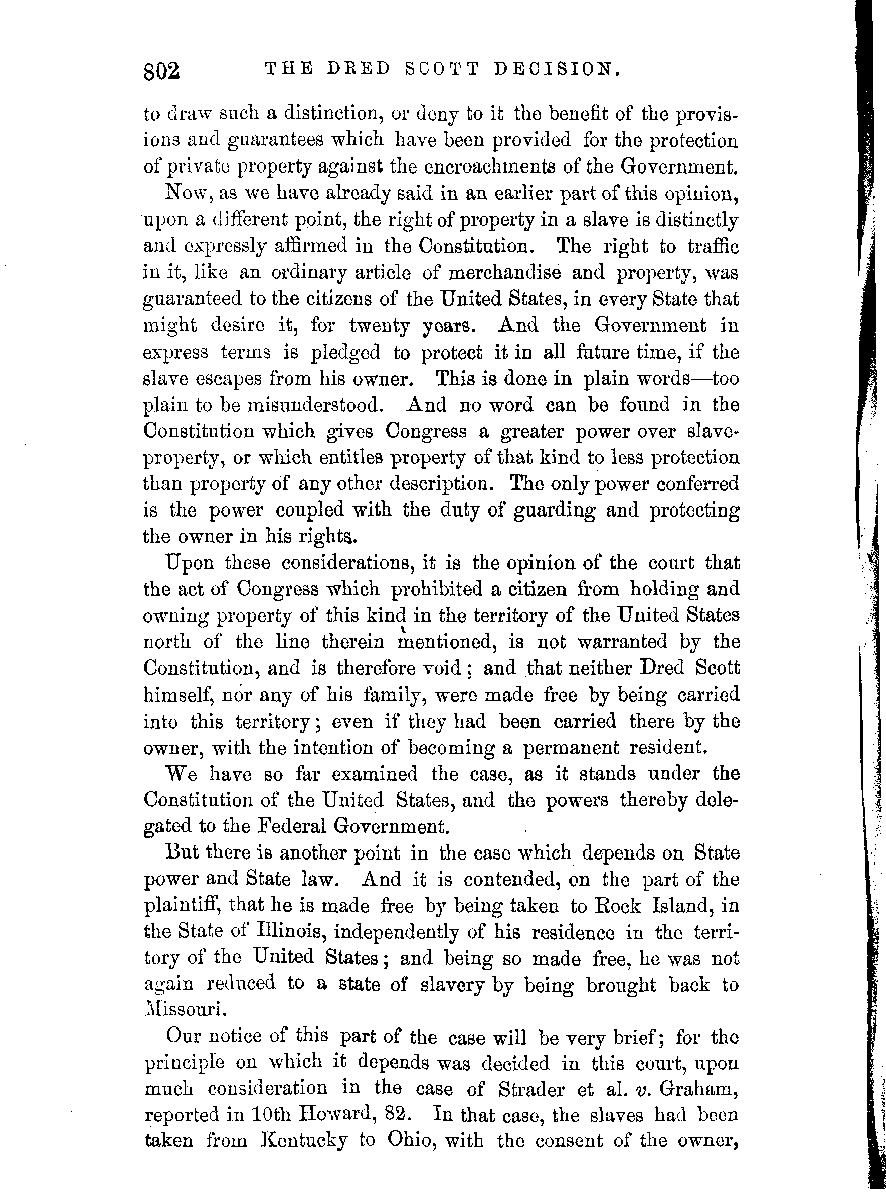 802 THE DRED SCOTT DECISION.
to draw such a distinction, or deny to it the benefit of the provis-
ions and guarantees which have been provided for the protection
of private property against the encroachments of the Government.
Now, as we have already said in an earlier part of this opinion,
upon a different point, the right of property in a slave is distinctly
and expressly affirmed in the Constitution. The right to traffic
in it, like an ordinary article of merchandise and property, was
guaranteed to the citizens of the United States, in every State that
might desire it, for twenty years. And the Government in
express terms is pledged to protect it in all future time, if the
slave escapes from his owner. This is done in plain words—too
plain to be misunderstood. And no word can be found in the
Constitution which gives Congress a greater power over slave-
property, or which entitles property of that kind to less protection
than property of any other description. The only power conferred
is the power coupled with the duty of guarding and protecting
the owner in his rights.
Upon these considerations, it is the opinion of the court that
the act of Congress which prohibited a citizen from holding and
owning property of this kind in the territory of the United States
north of the line therein mentioned, is not warranted by the
Constitution, and is therefore void; and that neither Dred Scott
himself, nor any of his family, were made free by being carried
into this territory; even if they had been carried there by the
owner, with the intention of becoming a permanent resident.
We have so far examined the case, as it stands under the
Constitution of the United States, and the powers thereby dele-
gated to the Federal Government.
But there is another point in the case which depends on State
power and State law. And it is contended, on the part of the
plaintiff, that he is made free by being taken to Rock Island, in
the State of Illinois, independently of his residence in the terri-
tory of the United States; and being so made free, he was not
again reduced to a state of slavery by being brought back to
Missouri.
Our notice of this part of the case will be very brief; for the
principle on which it depends was decided in this court, upon
much consideration in the case of Strader et al. v. Graham,
reported in 10th Howard, 82. In that case, the slaves had been
taken from Kentucky to Ohio, with the consent of the owner,